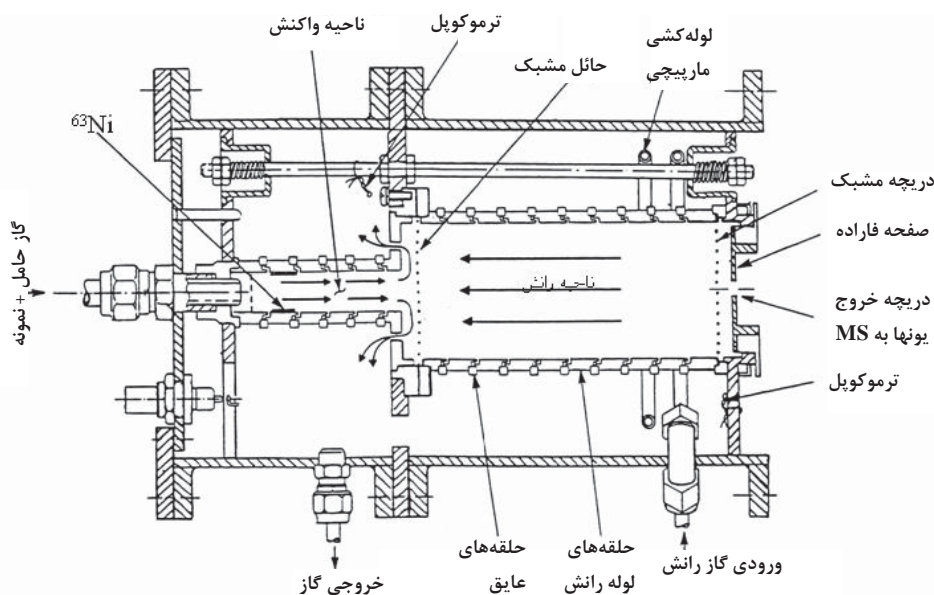 ترموکوپل
ناحیه واکنش
حائل مشبک
لوله‌کشی
مارپیچی
63Ni
دریچه مشبک
صفحه فاراده
دریچه خروج
یونها به MS
ترموکوپل
ناحیه رانش
گاز حامل + نمونه
خروجی گاز
حلقه‌های
عایق
حلقه‌های
لوله رانش
ورودی گاز رانش